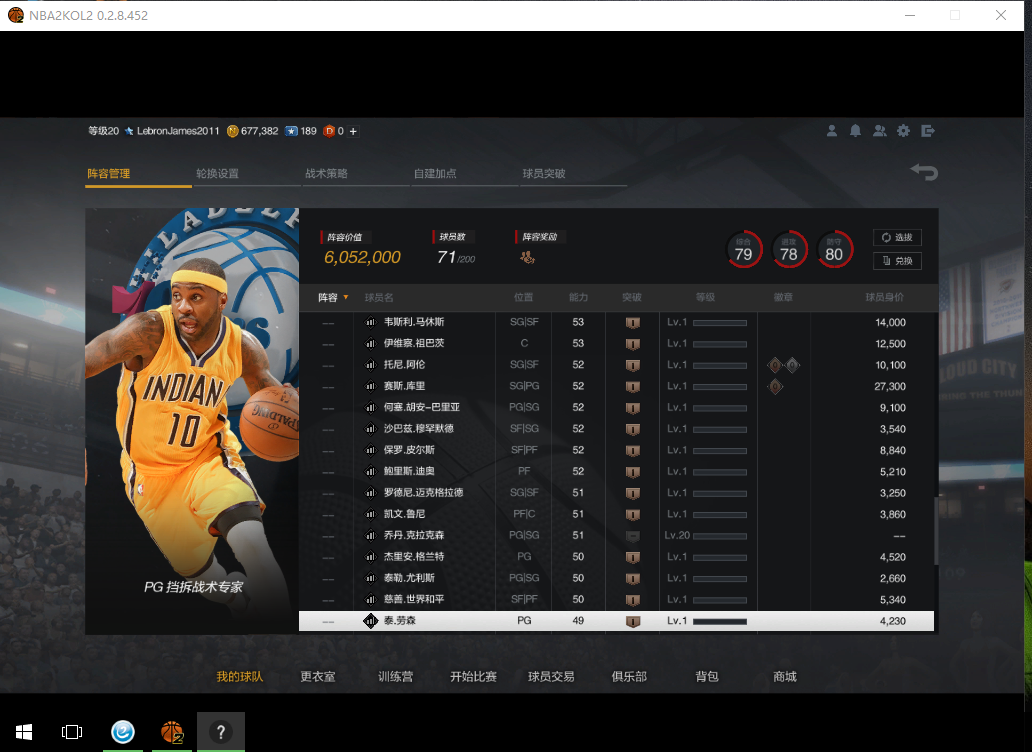 NBA2KOL2 0.2.8.452
等级20 LebronJames2011 677,382 189 0 +
阵容管理 轮换设置 战术策略 自建加点 球员突破
阵容价值 球员数 阵容奖励 综合 进攻 防守 选拔
6,052,000 71/200 79 78 80 兑换
阵容 球员名 位置 能力 突破 等级 徽章 球员身价
-- 韦斯利.马休斯 SG|SF 53 Lv.1 14,000
-- 伊维察.祖巴茨 C 53 Lv.1 12,500
-- 托尼.阿伦 SG|SF 52 Lv.1 10,100
-- 赛斯.库里 SG|PG 52 Lv.1 27,300
-- 何塞.胡安-巴里亚 PG|SG 52 Lv.1 9,100
-- 沙巴兹.穆罕默德 SF|SG 52 Lv.1 3,540
-- 保罗.皮尔斯 SF|PF 52 Lv.1 8,840
-- 鲍里斯.迪奥 PF 52 Lv.1 5,210
-- 罗德尼.迈克格拉德 SG|SF 51 Lv.1 3,250
-- 凯文.鲁尼 PF|C 51 Lv.1 3,860
-- 乔丹.克拉克森 PG|SG 51 Lv.20 --
-- 杰里安.格兰特 PG 50 Lv.1 4,520
-- 泰勒.尤利斯 PG|SG 50 Lv.1 2,660
-- 慈善.世界和平 SF|PF 50 Lv.1 5,340
-- 泰.劳森 PG 49 Lv.1 4,230
INDIANA
10
SPALDING
PG 挡拆战术专家
LOUD CITY
BRING THE THUN
我的球队 更衣室 训练营 开始比赛 球员交易 俱乐部 背包 商城